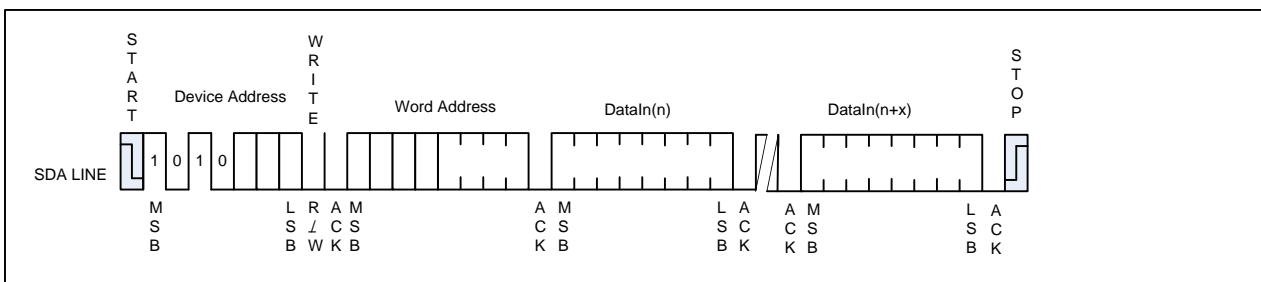 START
WRITE
STOP
Device Address
Word Address
DataIn(n)
DataIn(n+x)
1 0 1 0
SDA LINE
MSB
LSB
R/W
ACK
MSB
ACK
MSB
LSB
ACK
ACK
MSB
LSB
ACK